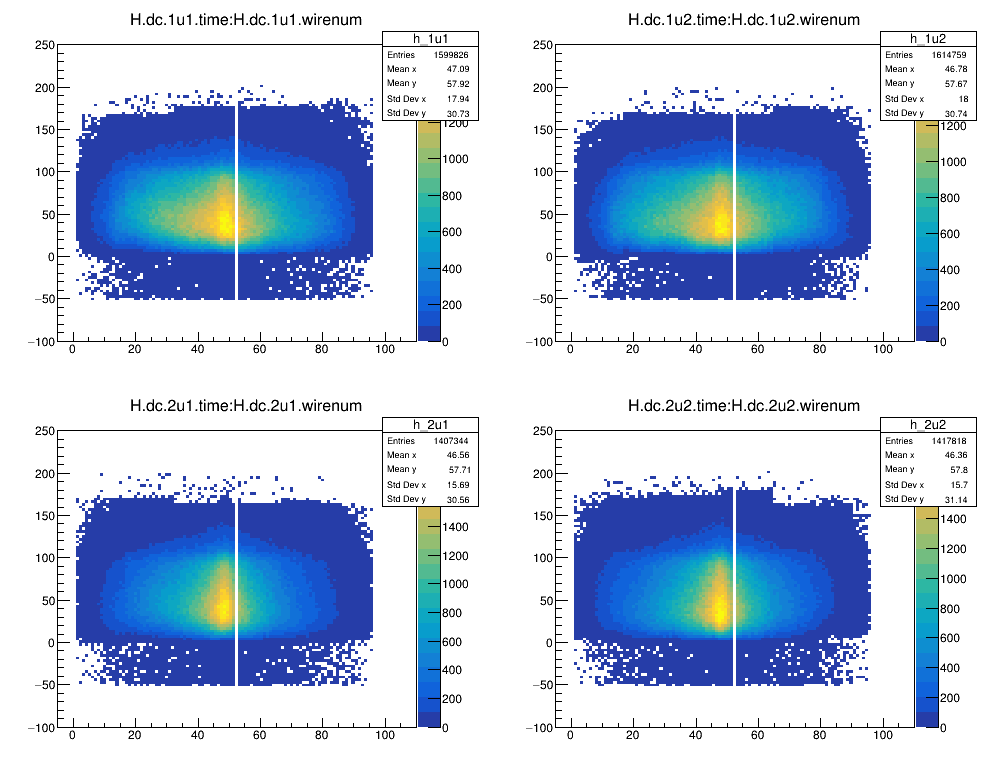 H.dc.1u1.time:H.dc.1u1.wirenum
h_1u1
Entries 1599826
Mean x 47.09
Mean y 57.92
Std Dev x 17.94
Std Dev y 30.73
250
200
150
100
50
0
−50
−100
0 20 40 60 80 100
1200
1000
800
600
400
200
0
H.dc.1u2.time:H.dc.1u2.wirenum
h_1u2
Entries 1614759
Mean x 46.78
Mean y 57.67
Std Dev x 18
Std Dev y 30.74
250
200
150
100
50
0
−50
−100
0 20 40 60 80 100
1200
1000
800
600
400
200
0
H.dc.2u1.time:H.dc.2u1.wirenum
h_2u1
Entries 1407344
Mean x 46.56
Mean y 57.71
Std Dev x 15.69
Std Dev y 30.56
250
200
150
100
50
0
−50
−100
0 20 40 60 80 100
1400
1200
1000
800
600
400
200
0
H.dc.2u2.time:H.dc.2u2.wirenum
h_2u2
Entries 1417818
Mean x 46.36
Mean y 57.8
Std Dev x 15.7
Std Dev y 31.14
250
200
150
100
50
0
−50
−100
0 20 40 60 80 100
1400
1200
1000
800
600
400
200
0